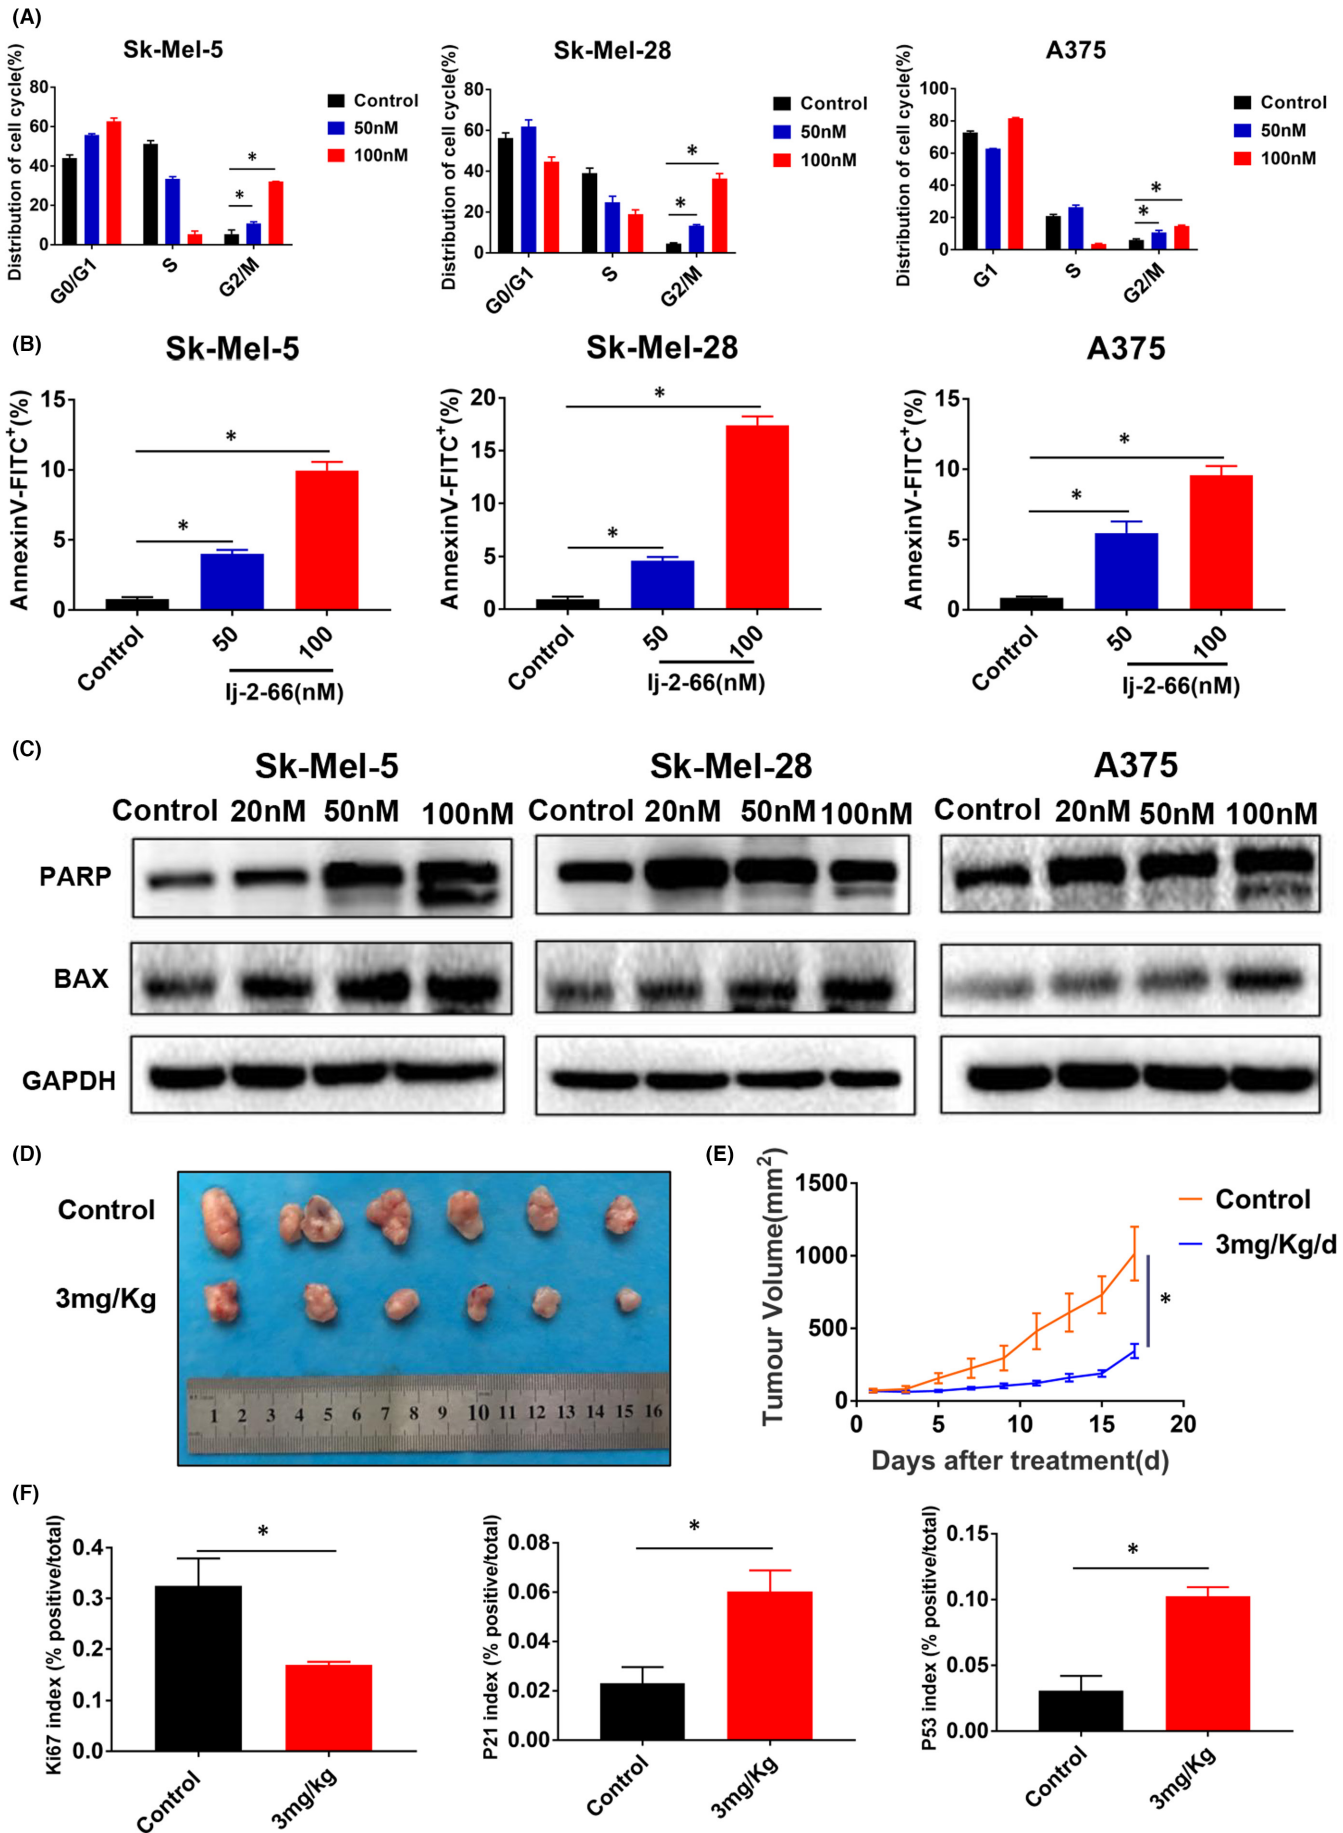 (A)
Sk-Mel-5
Distribution of cell cycle(%)
80
60
40
20
0
G0/G1
S
G2/M
*
*
Control
50nM
100nM
Sk-Mel-28
Distribution of cell cycle(%)
80
60
40
20
0
G0/G1
S
G2/M
*
*
Control
50nM
100nM
A375
Distribution of cell cycle(%)
100
80
60
40
20
0
G1
S
G2/M
*
*
Control
50nM
100nM
(B)
Sk-Mel-5
AnnexinV-FITC+(%)
15
10
5
0
*
*
Control
50
100
lj-2-66(nM)
Sk-Mel-28
AnnexinV-FITC+(%)
20
15
10
5
0
*
*
Control
50
100
lj-2-66(nM)
A375
AnnexinV-FITC+(%)
15
10
5
0
*
*
Control
50
100
lj-2-66(nM)
(C)
Sk-Mel-5 Sk-Mel-28 A375
Control 20nM 50nM 100nM Control 20nM 50nM 100nM Control 20nM 50nM 100nM
PARP
BAX
GAPDH
(D)
Control
3mg/Kg
1 2 3 4 5 6 7 8 9 10 11 12 13 14 15 16
(E)
Tumour Volume(mm2)
1500
1000
500
0
0 5 10 15 20
Days after treatment(d)
Control
3mg/Kg/d
*
(F)
Ki67 index (% positive/total)
0.4
0.3
0.2
0.1
0.0
*
Control
3mg/kg
P21 index (% positive/total)
0.08
0.06
0.04
0.02
0.00
*
Control
3mg/Kg
P53 index (% positive/total)
0.15
0.10
0.05
0.00
*
Control
3mg/Kg